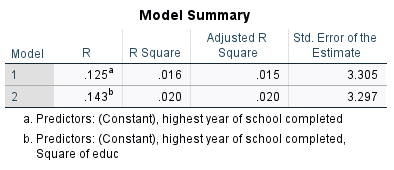 Model Summary
Model R R Square Adjusted R Square Std. Error of the Estimate
1 .125a .016 .015 3.305
2 .143b .020 .020 3.297
a. Predictors: (Constant), highest year of school completed
b. Predictors: (Constant), highest year of school completed,
Square of educ